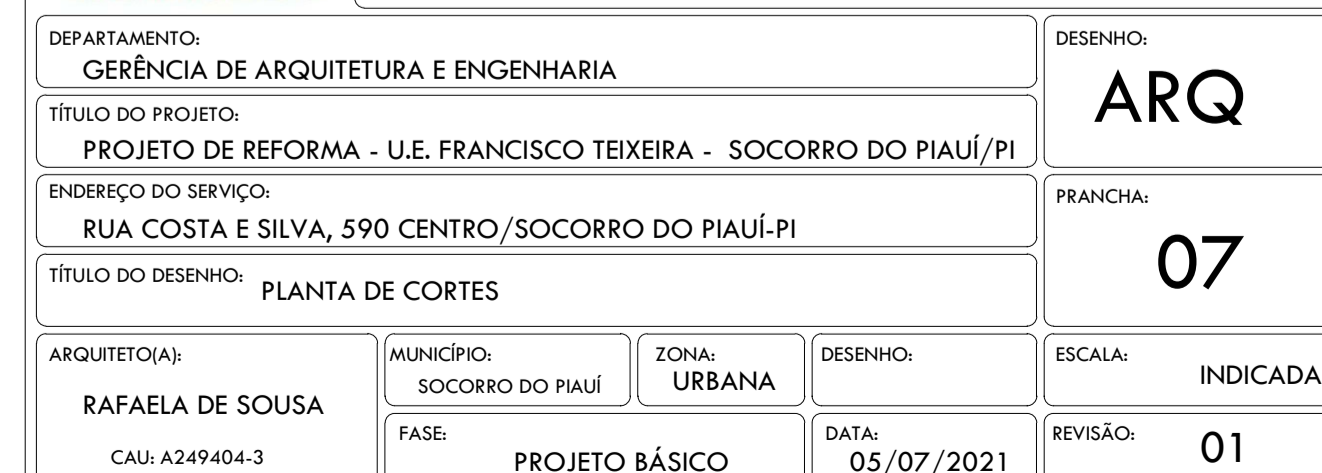 DEPARTAMENTO:
GERÊNCIA DE ARQUITETURA E ENGENHARIA
DESENHO:
ARQ
TÍTULO DO PROJETO:
PROJETO DE REFORMA - U.E. FRANCISCO TEIXEIRA - SOCORRO DO PIAUÍ/PI
ENDEREÇO DO SERVIÇO:
RUA COSTA E SILVA, 590 CENTRO/SOCORRO DO PIAUÍ-PI
PRANCHA:
07
TÍTULO DO DESENHO: PLANTA DE CORTES
ARQUITETO(A):
RAFAELA DE SOUSA
CAU: A249404-3
MUNICÍPIO:
SOCORRO DO PIAUÍ
ZONA:
URBANA
DESENHO:
ESCALA:
INDICADA
FASE:
PROJETO BÁSICO
DATA:
05/07/2021
REVISÃO:
01